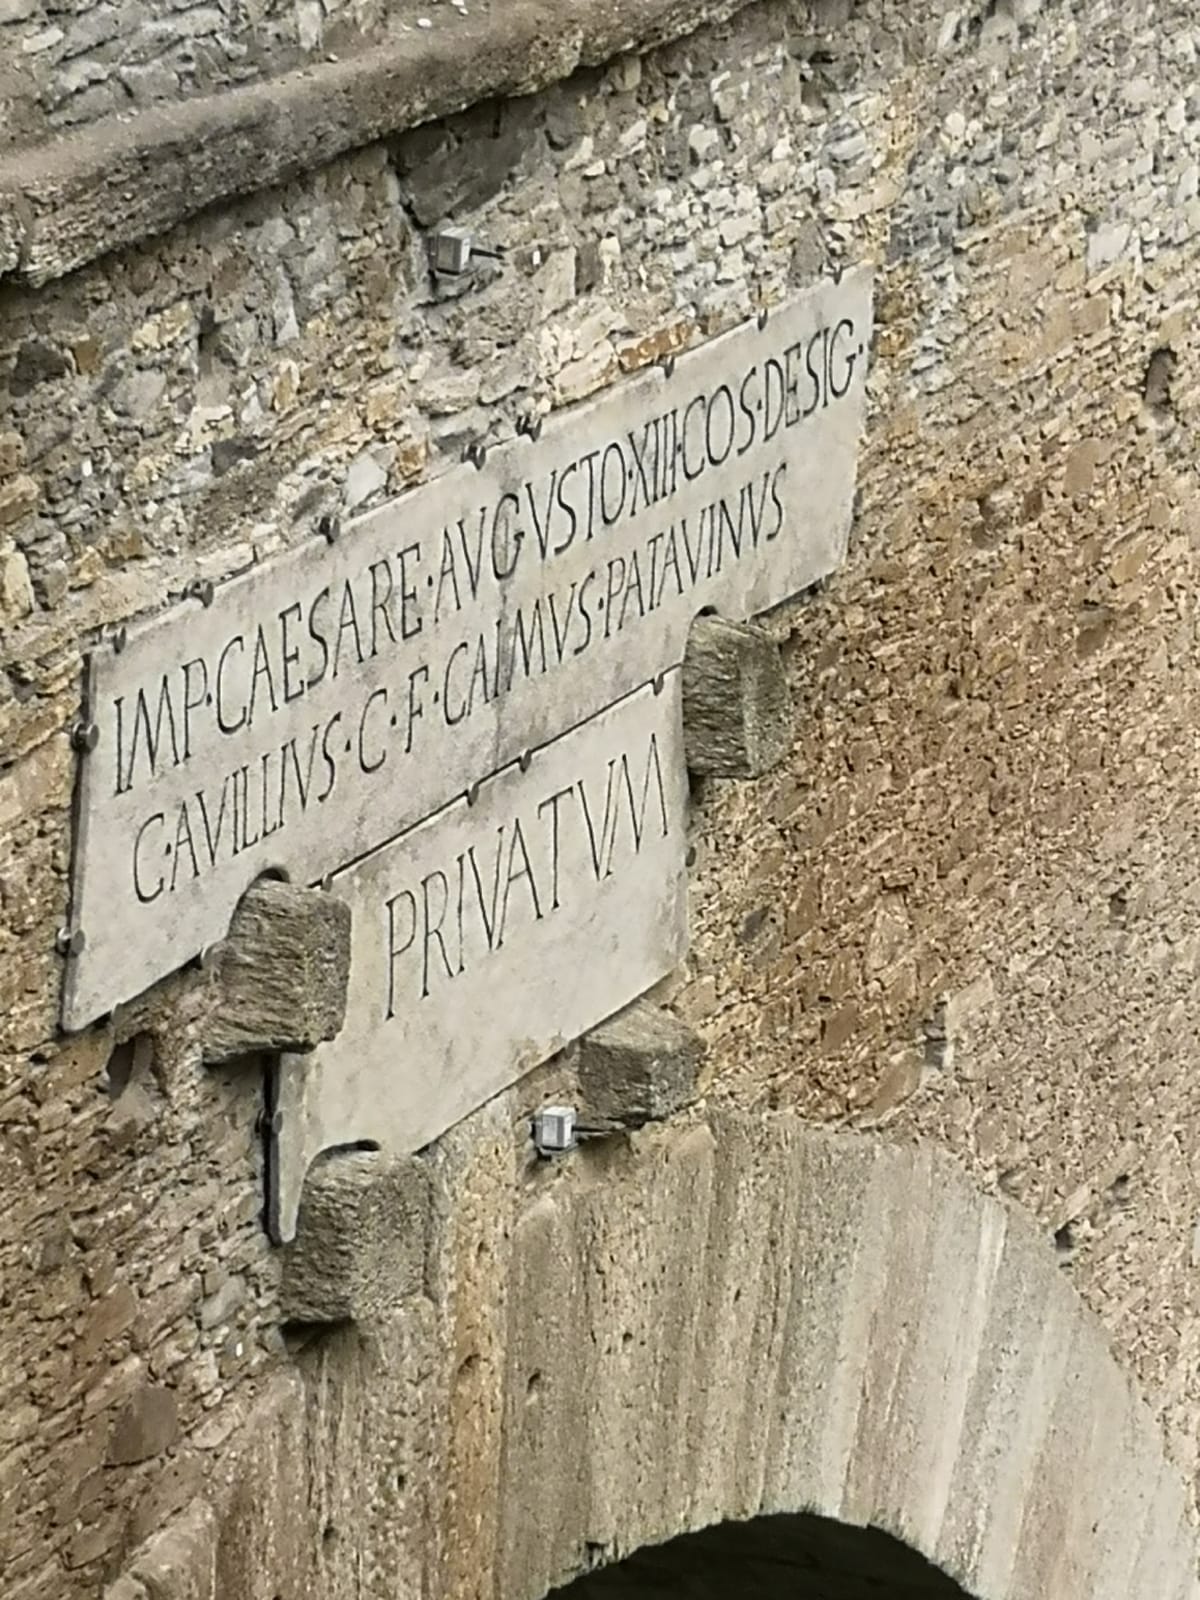 IMP·CAESARE·AVGVSTO·XIII·COS·DESIG·
C·AVILLIVS·C·F·CAIMVS·PATAVINVS
PRIVATVM